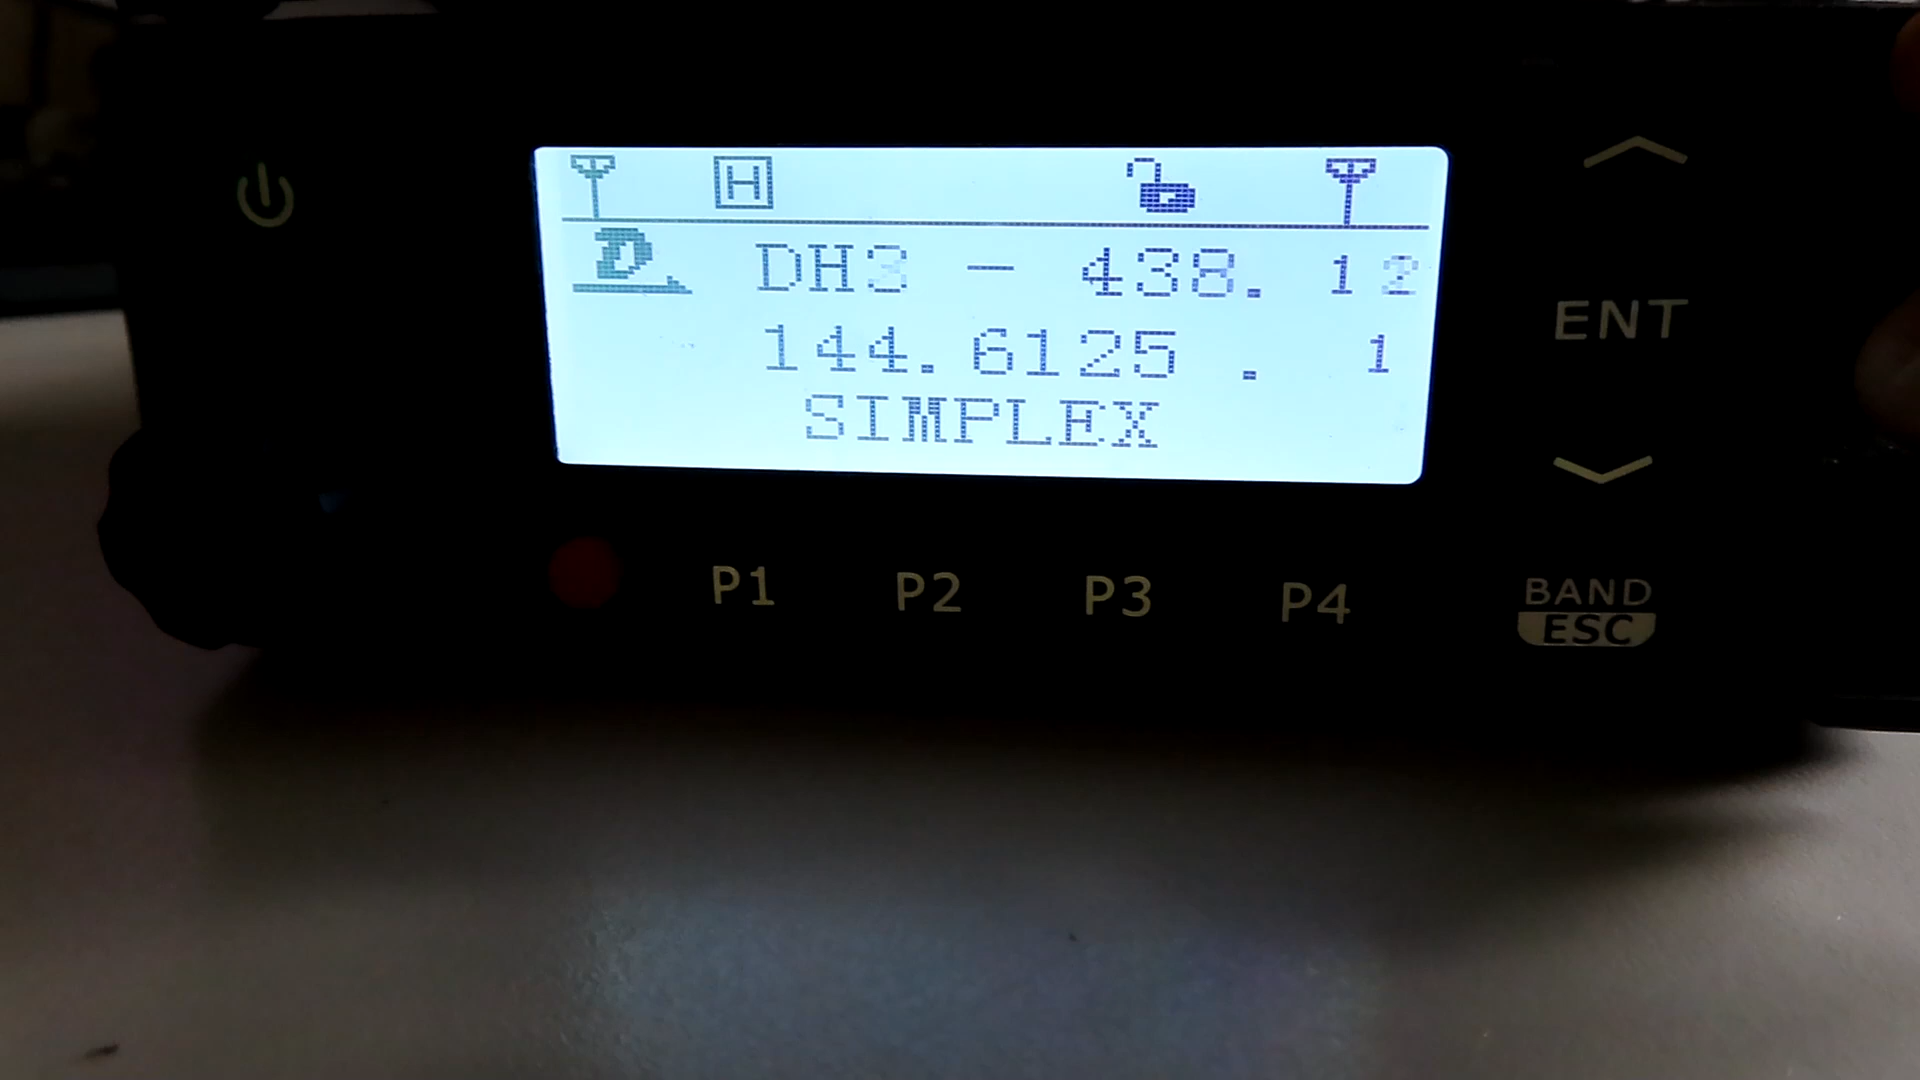 H
DH3 - 438. 12
144.6125 . 1
SIMPLEX
ENT
P1 P2 P3 P4
BAND
ESC